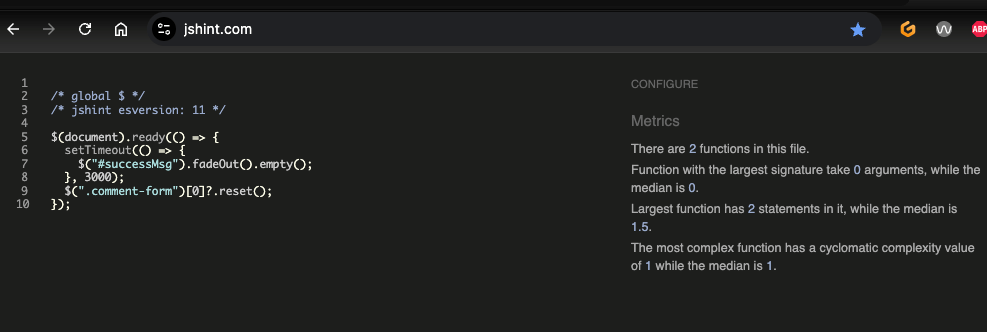 jshint.com
ABP
1
2 /* global $ */
3 /* jshint esversion: 11 */
4
5 $(document).ready(() => {
6 setTimeout(() => {
7 $("#successMsg").fadeOut().empty();
8 }, 3000);
9 $(".comment-form")[0]?.reset();
10 });
CONFIGURE
Metrics
There are 2 functions in this file.
Function with the largest signature take 0 arguments, while the
median is 0.
Largest function has 2 statements in it, while the median is
1.5.
The most complex function has a cyclomatic complexity value
of 1 while the median is 1.